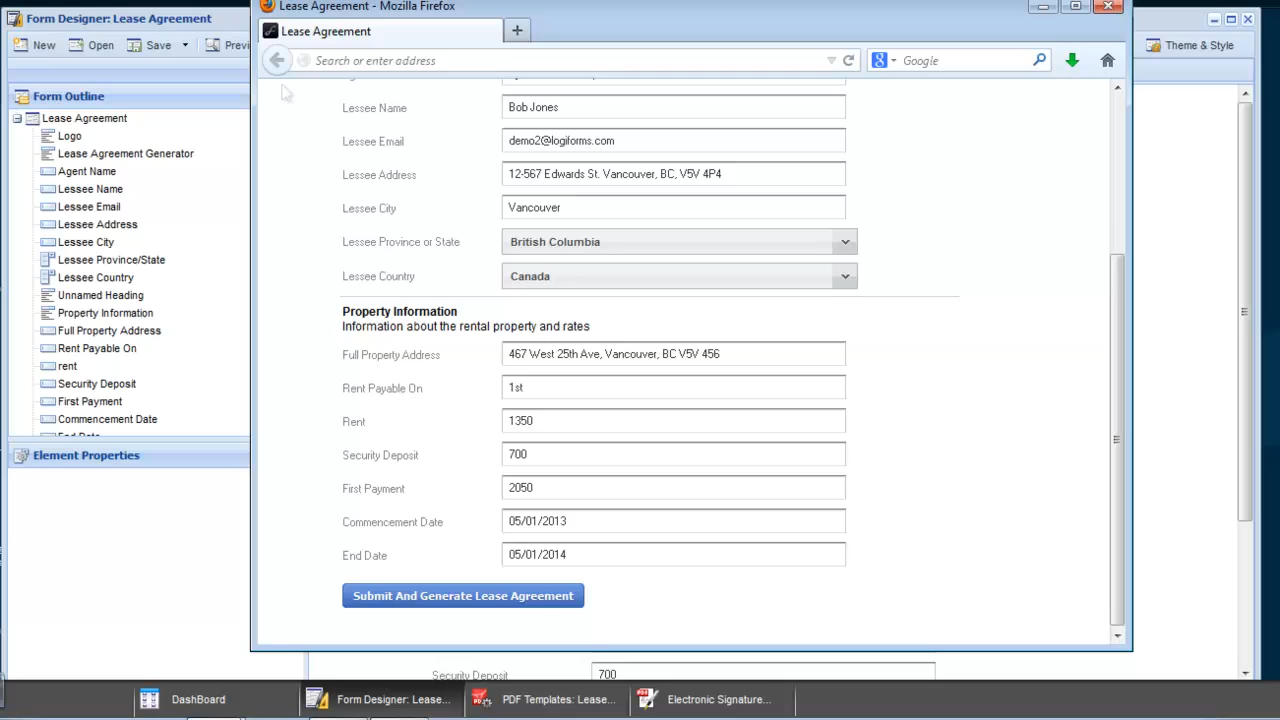 Form Designer: Lease Agreement
Lease Agreement - Mozilla Firefox
Lease Agreement
New
Open
Save
Previ
Search or enter address
Google
Theme & Style
Form Outline
Lease Agreement
Logo
Lease Agreement Generator
Agent Name
Lessee Name
Lessee Email
Lessee Address
Lessee City
Lessee Province/State
Lessee Country
Unnamed Heading
Property Information
Full Property Address
Rent Payable On
rent
Security Deposit
First Payment
Commencement Date
End Date
Element Properties
Lessee Name Bob Jones
Lessee Email demo2@logiforms.com
Lessee Address 12-567 Edwards St. Vancouver, BC, V5V 4P4
Lessee City Vancouver
Lessee Province or State British Columbia
Lessee Country Canada
Property Information
Information about the rental property and rates
Full Property Address 467 West 25th Ave, Vancouver, BC V5V 456
Rent Payable On 1st
Rent 1350
Security Deposit 700
First Payment 2050
Commencement Date 05/01/2013
End Date 05/01/2014
Submit And Generate Lease Agreement
Security Deposit 700
DashBoard
Form Designer: Lease...
PDF Templates: Lease...
Electronic Signature...